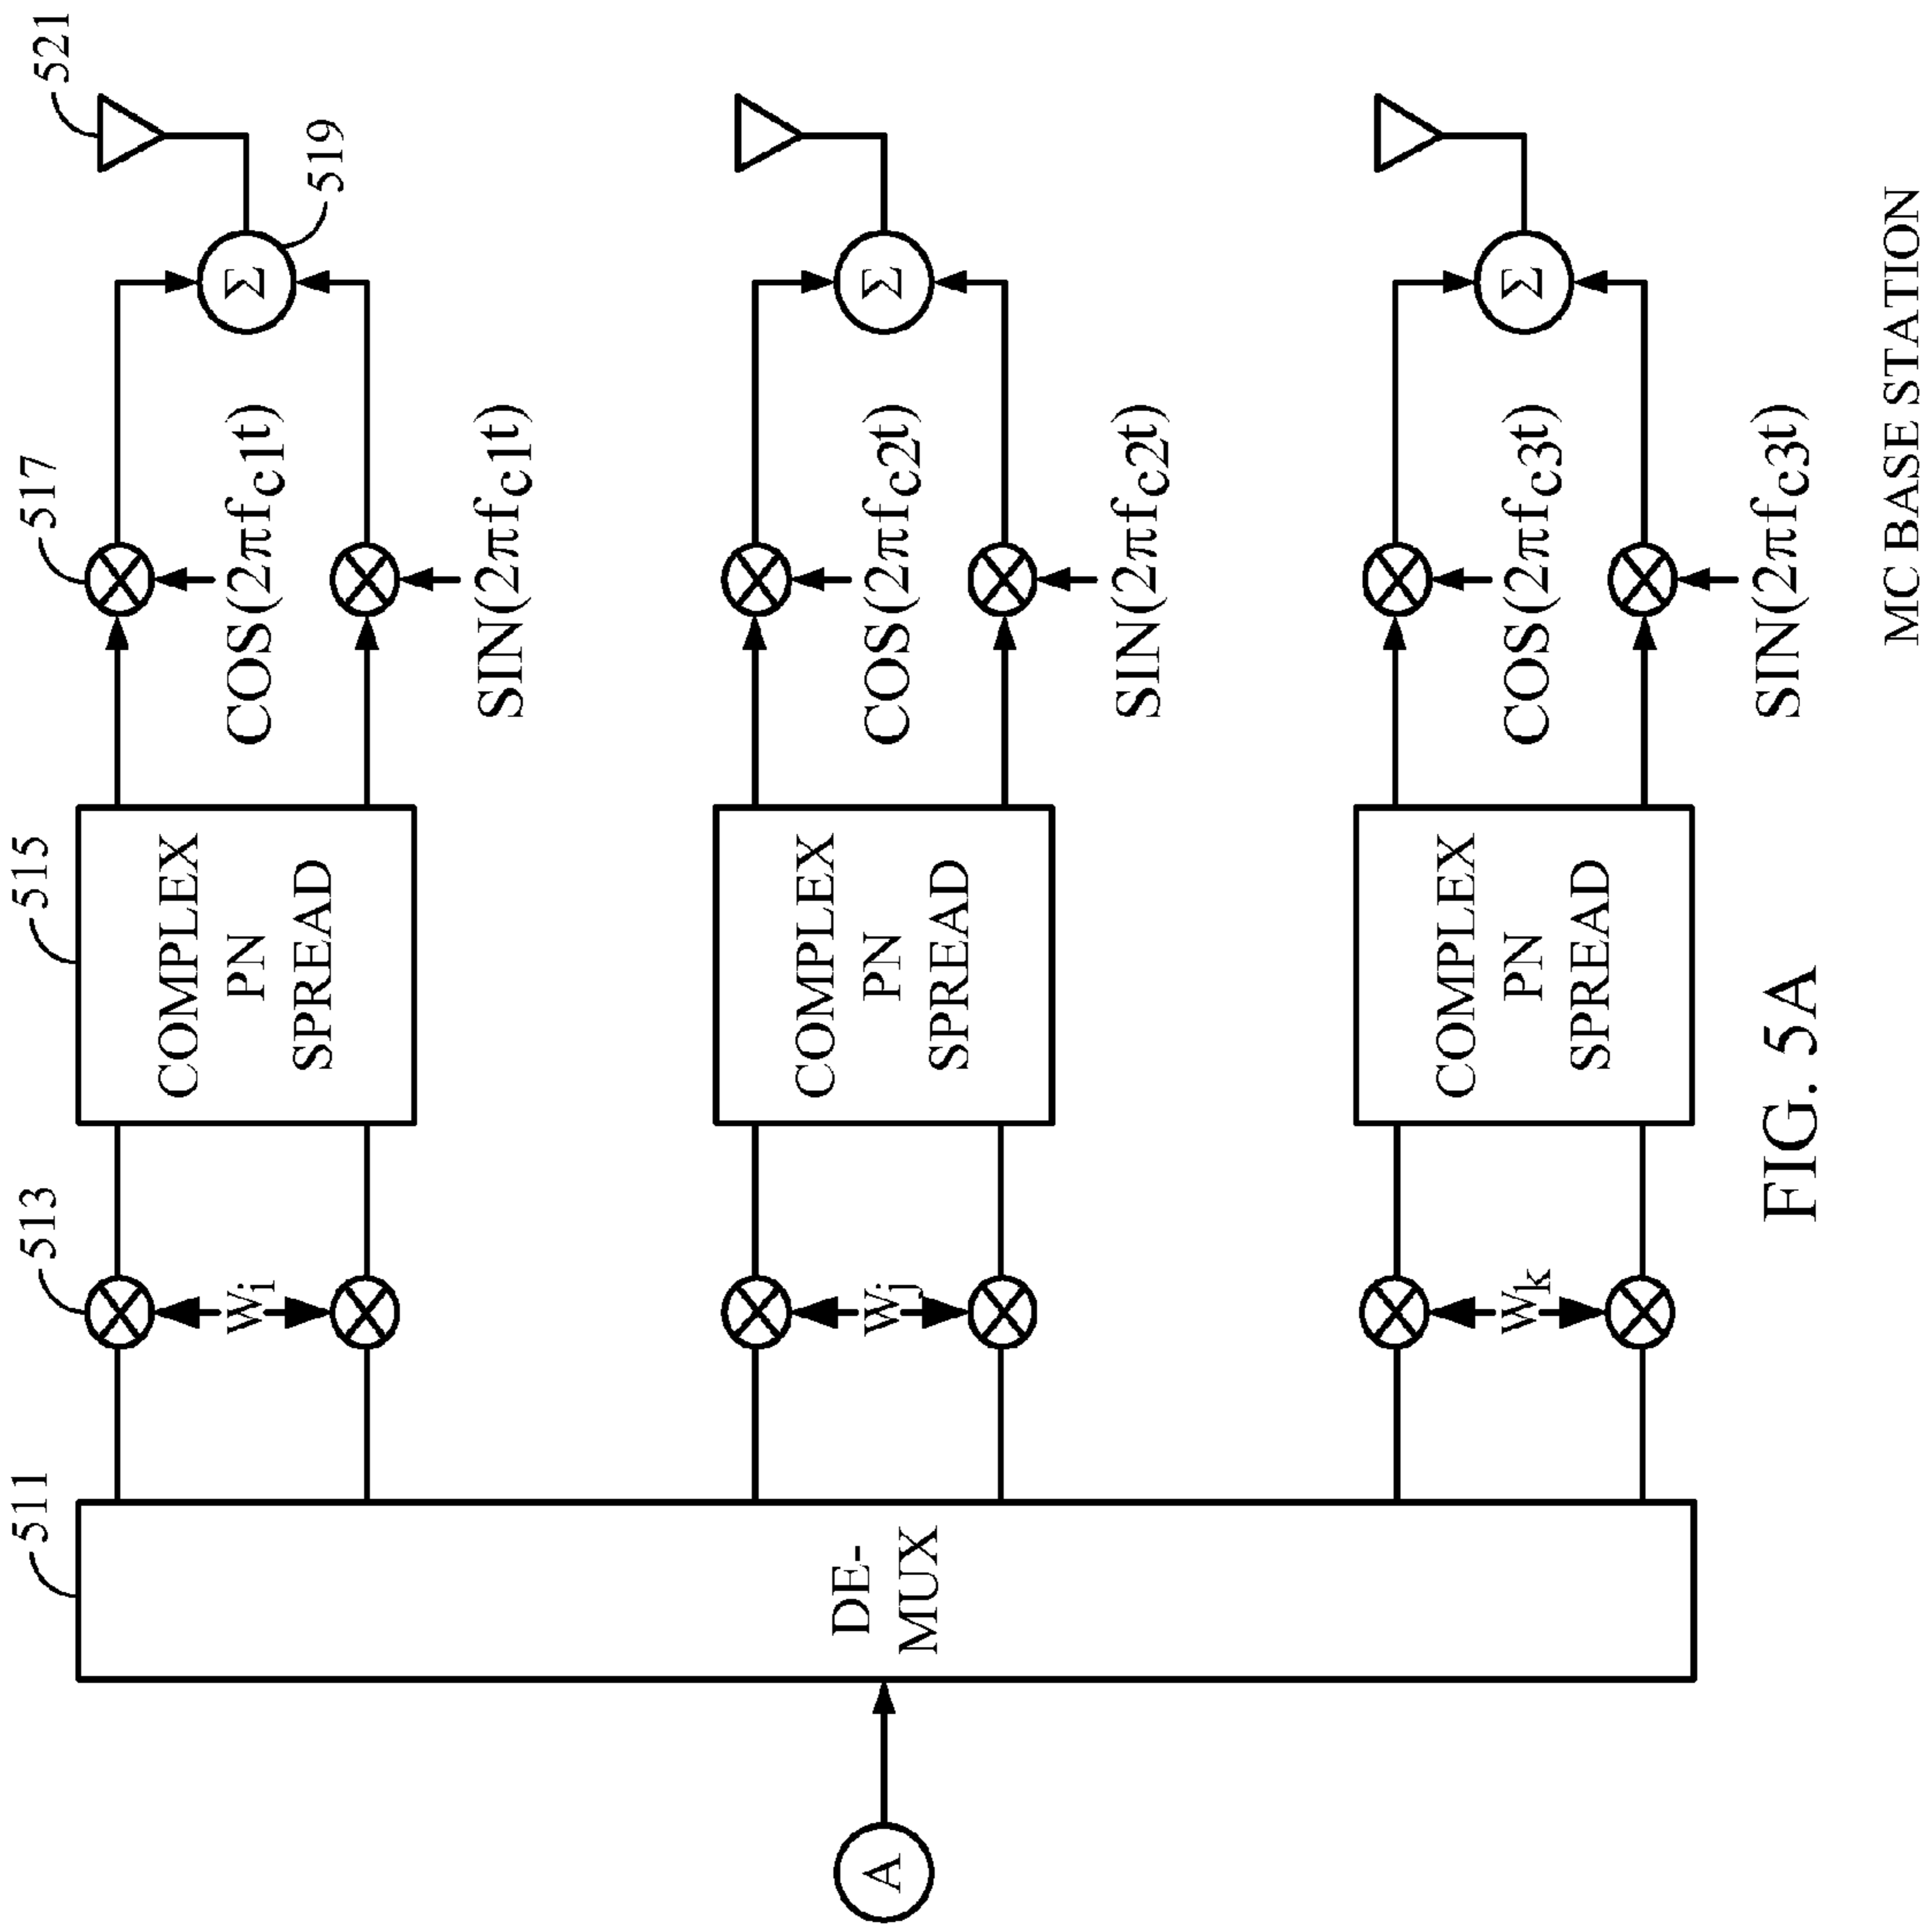 511
513
515
517
519
521
A
DE-
MUX
Wi
Wj
Wk
COMPLEX
PN
SPREAD
COMPLEX
PN
SPREAD
COMPLEX
PN
SPREAD
COS(2πfc1t)
SIN(2πfc1t)
COS(2πfc2t)
SIN(2πfc2t)
COS(2πfc3t)
SIN(2πfc3t)
Σ
Σ
Σ
FIG. 5A
MC BASE STATION